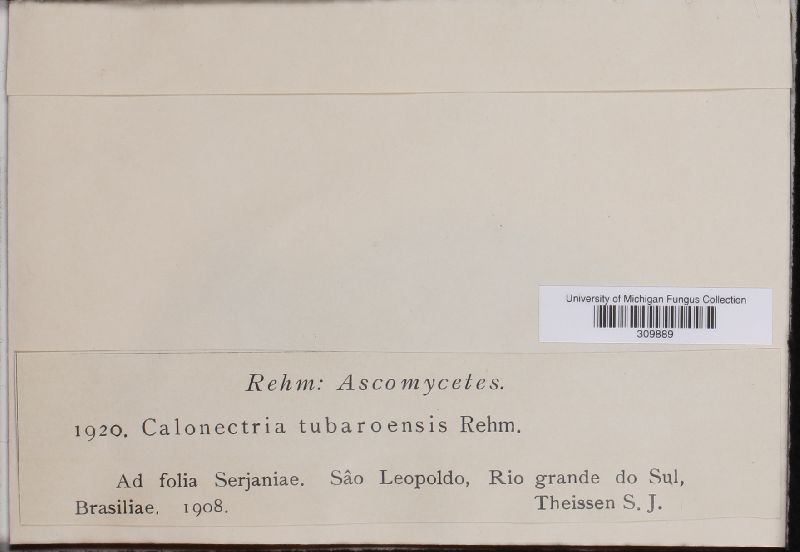 University of Michigan Fungus Collection
309889
Rehm: Ascomycetes.
1920. Calonectria tubaroensis Rehm.
Ad folia Serjaniae. Sâo Leopoldo, Rio grande do Sul,
Brasiliae, 1908. Theissen S. J.